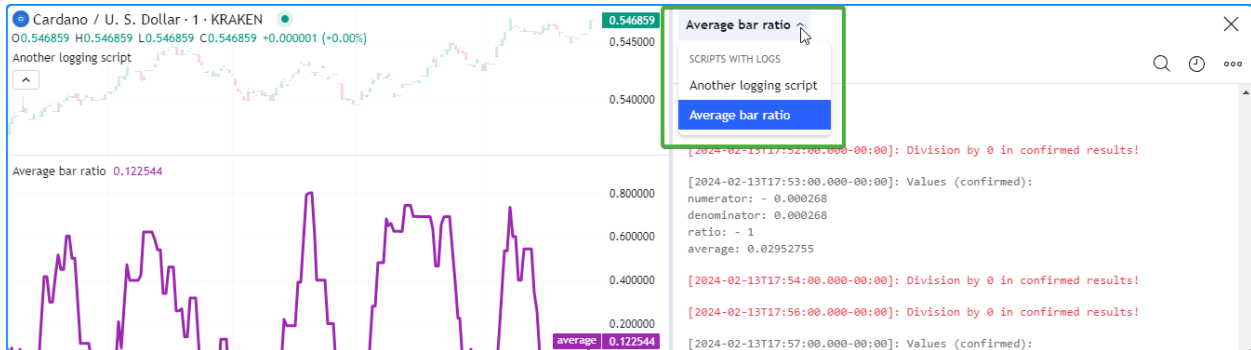 Cardano / U. S. Dollar · 1 · KRAKEN
O0.546859 H0.546859 L0.546859 C0.546859 +0.000001 (+0.00%)
Another logging script
0.546859
0.545000
0.540000
Average bar ratio 0.122544
0.800000
0.600000
0.400000
0.200000
average 0.122544
Average bar ratio
SCRIPTS WITH LOGS
Another logging script
Average bar ratio
[2024-02-13T17:52:00.000-00:00]: Division by 0 in confirmed results!
[2024-02-13T17:53:00.000-00:00]: Values (confirmed):
numerator: - 0.000268
denominator: 0.000268
ratio: - 1
average: 0.02952755
[2024-02-13T17:54:00.000-00:00]: Division by 0 in confirmed results!
[2024-02-13T17:56:00.000-00:00]: Division by 0 in confirmed results!
[2024-02-13T17:57:00.000-00:00]: Values (confirmed):